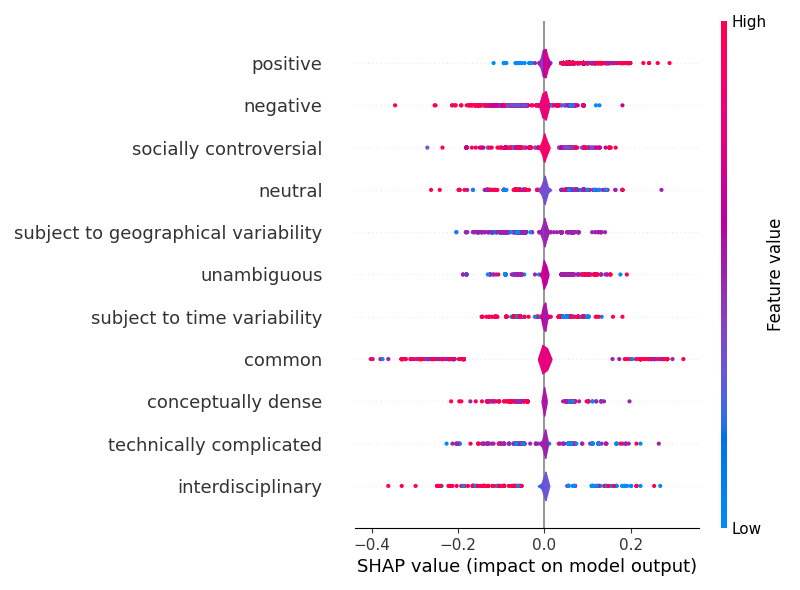 High
positive
negative
socially controversial
neutral
subject to geographical variability
unambiguous
subject to time variability
common
conceptually dense
technically complicated
interdisciplinary
Feature value
Low
−0.4 −0.2 0.0 0.2
SHAP value (impact on model output)